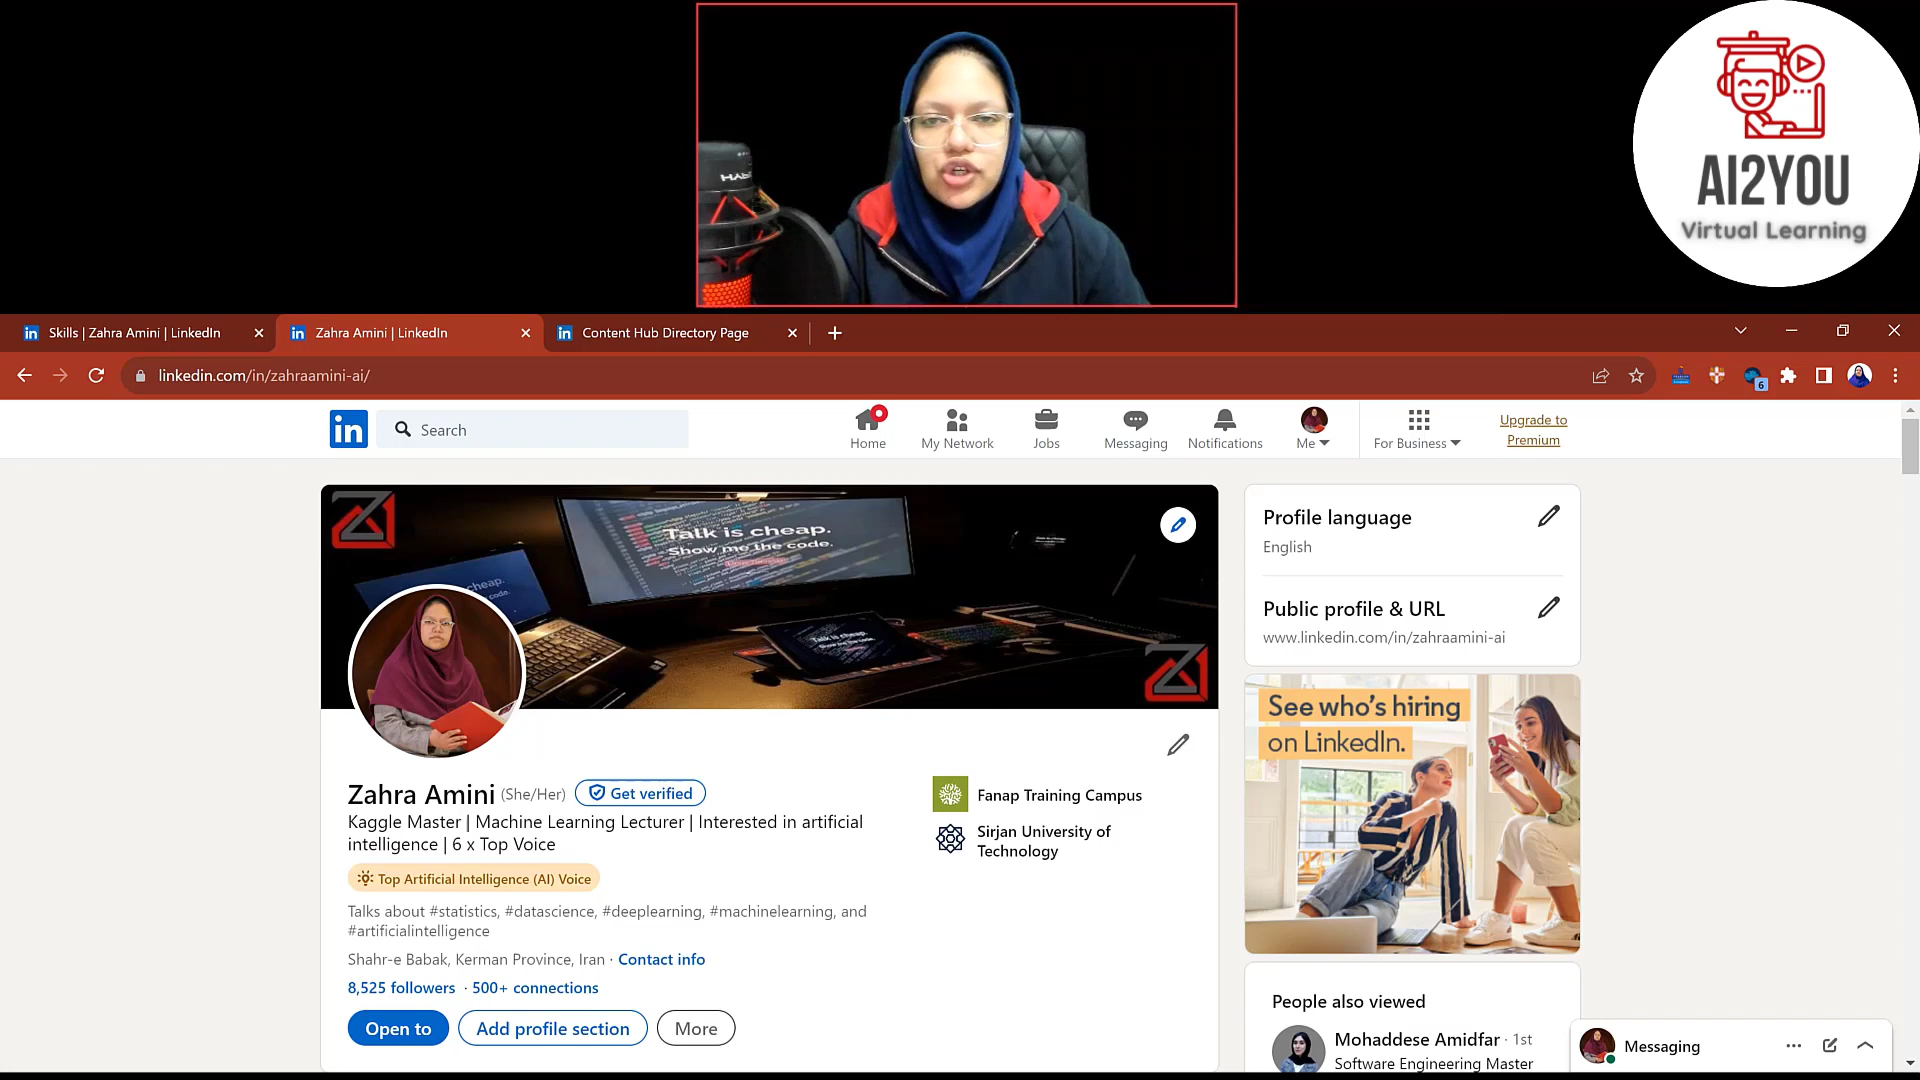 AI2YOU
Virtual Learning
Skills | Zahra Amini | LinkedIn
Zahra Amini | LinkedIn
Content Hub Directory Page
linkedin.com/in/zahraamini-ai/
6
in
Search
Home
My Network
Jobs
Messaging
Notifications
Me
For Business
Upgrade to
Premium
Talk is cheap.
Show me the code.
Talk is cheap.
Profile language
English
Public profile & URL
www.linkedin.com/in/zahraamini-ai
See who's hiring
on LinkedIn.
Zahra Amini (She/Her) Get verified
Kaggle Master | Machine Learning Lecturer | Interested in artificial
intelligence | 6 x Top Voice
Top Artificial Intelligence (AI) Voice
Talks about #statistics, #datascience, #deeplearning, #machinelearning, and
#artificialintelligence
Shahr-e Babak, Kerman Province, Iran · Contact info
8,525 followers · 500+ connections
Open to
Add profile section
More
Fanap Training Campus
Sirjan University of
Technology
People also viewed
Mohaddese Amidfar · 1st
Software Engineering Master
Messaging